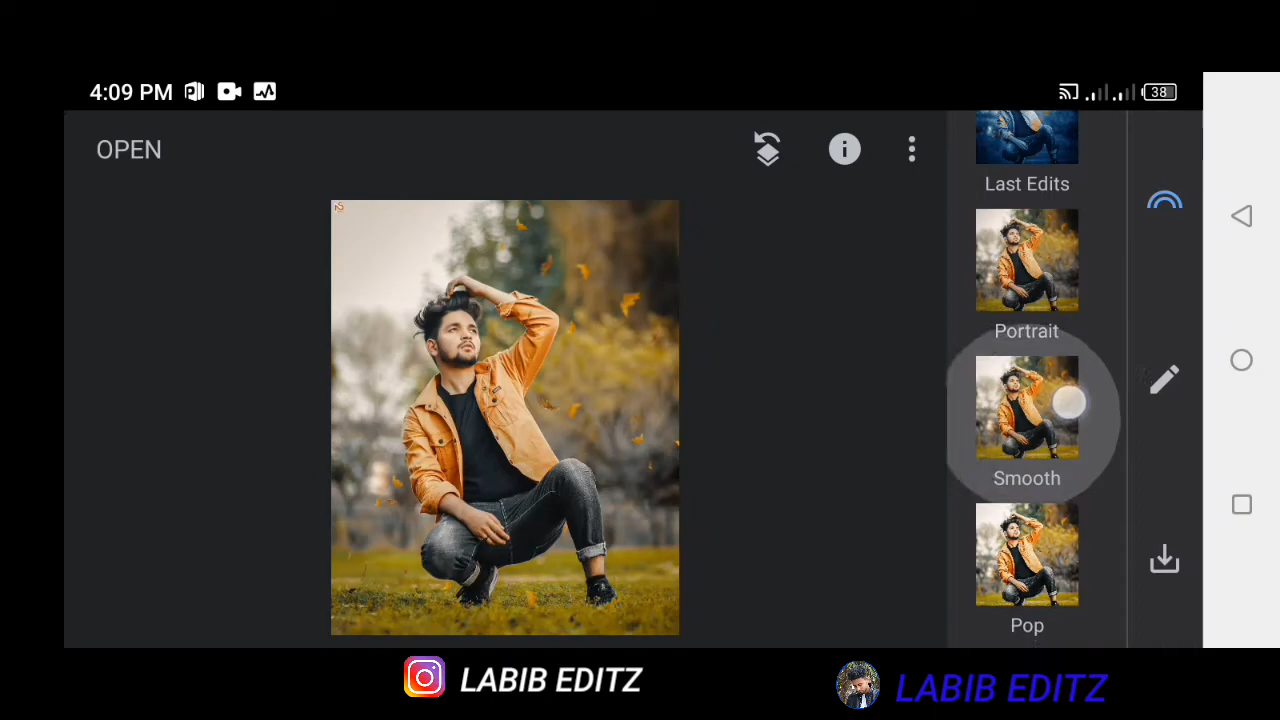 4:09 PM
38
OPEN
Last Edits
Portrait
Smooth
Pop
LABIB EDITZ
LABIB EDITZ